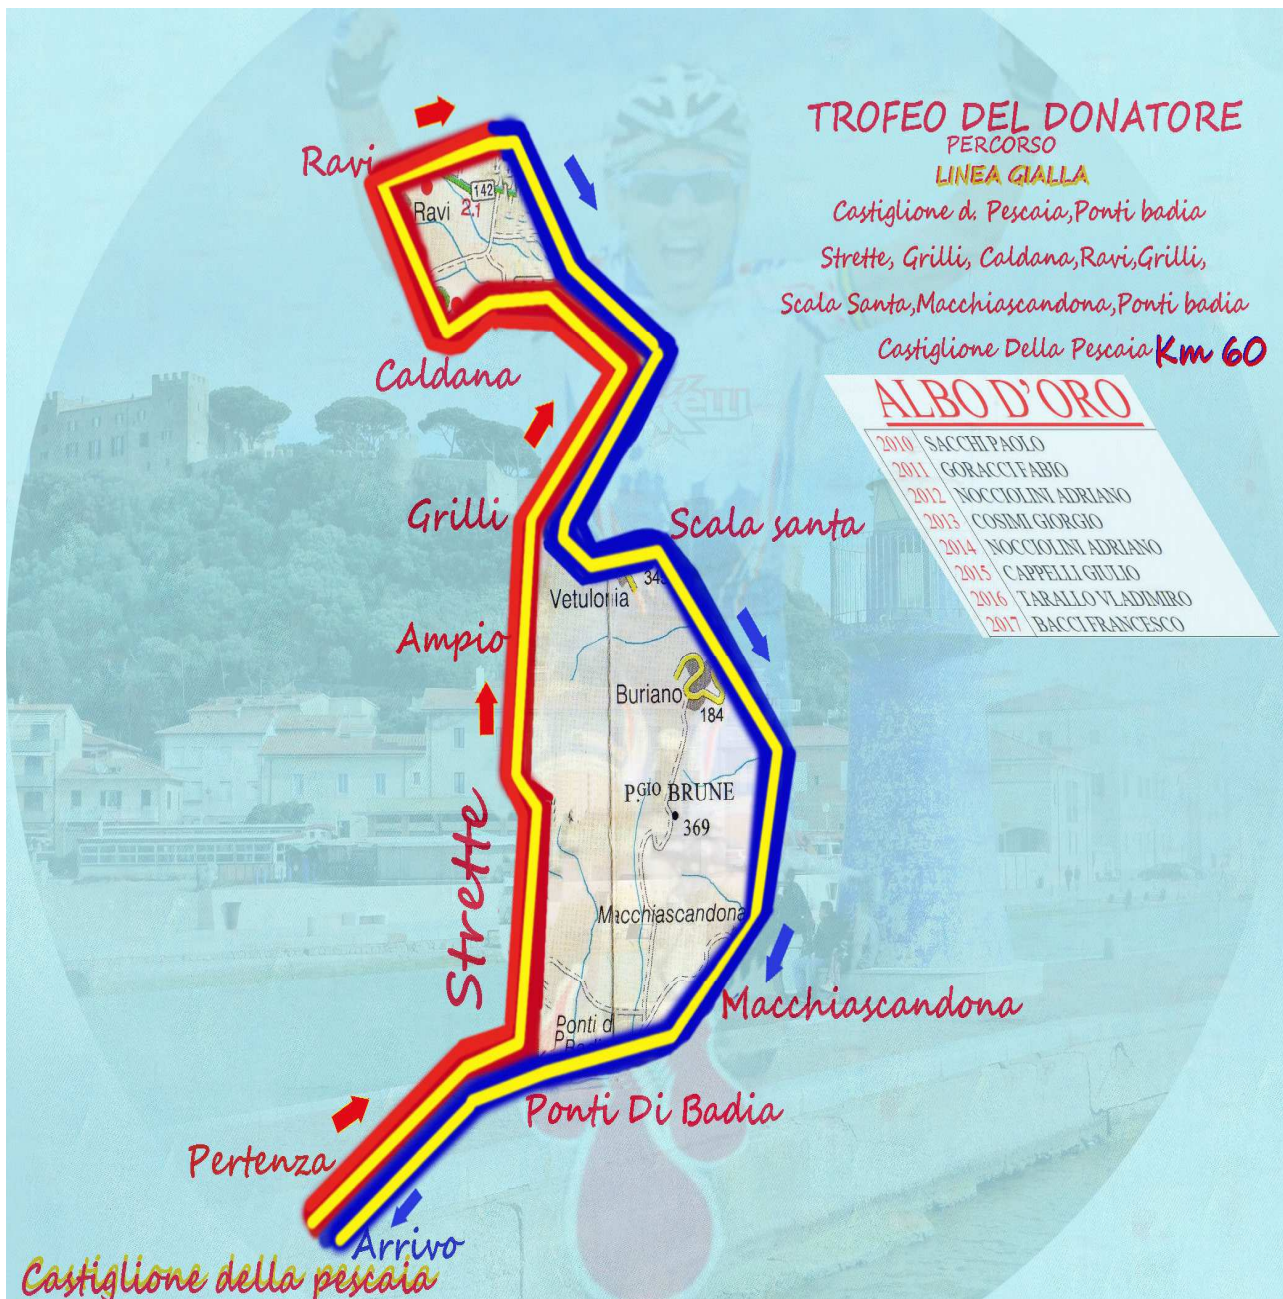 TROFEO DEL DONATORE
PERCORSO
LINEA GIALLA
Castiglione d. Pescaia,Ponti badia
Strette, Grilli, Caldana,Ravi,Grilli,
Scala Santa,Macchiascandona,Ponti badia
Castiglione Della Pescaia Km 60
ALBO D'ORO
2010 SACCHI PAOLO
2011 GORACCI FABIO
2012 NOCCIOLINI ADRIANO
2013 COSIMI GIORGIO
2014 NOCCIOLINI ADRIANO
2015 CAPPELLI GIULIO
2016 TARALLO VLADIMIRO
2017 BACCI FRANCESCO
Ravi
142
Ravi 2.1
Caldana
Grilli
Scala santa
345
Vetulonia
Ampio
Buriano
184
P.GIO BRUNE
369
Strette
Macchiascandona
Macchiascandona
Ponti d
Ponti Di Badia
Pertenza
Arrivo
Castiglione della pescaia